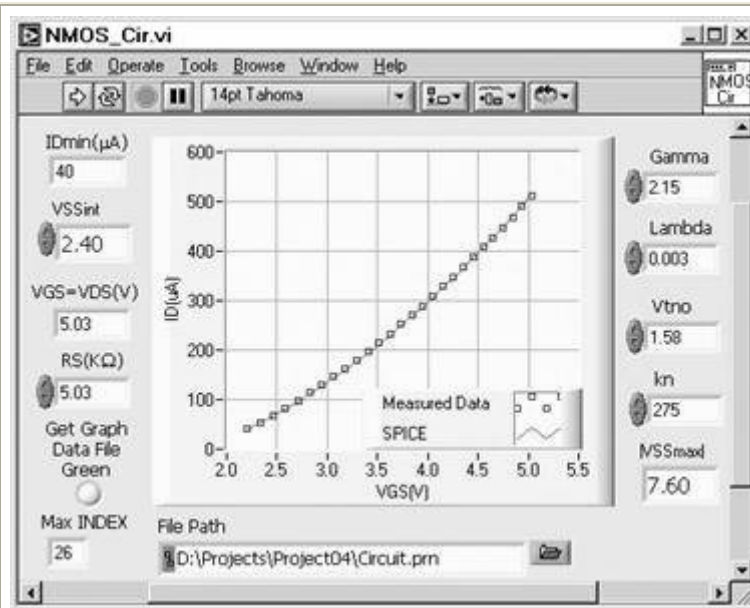 NMOS_Cir.vi
File Edit Operate Tools Browse Window Help
14pt Tahoma
NMOS
Cir
IDmin(µA)
40
VSSint
2.40
VGS=VDS(V)
5.03
RS(KΩ)
5.03
Get Graph
Data File
Green
Max INDEX
26
ID(uA)
600
500
400
300
200
100
0
2.0 2.5 3.0 3.5 4.0 4.5 5.0 5.5
VGS(V)
Measured Data
SPICE
Gamma
2.15
Lambda
0.003
Vtno
1.58
kn
275
|VSSmax|
7.60
File Path
D:\Projects\Project04\Circuit.prn